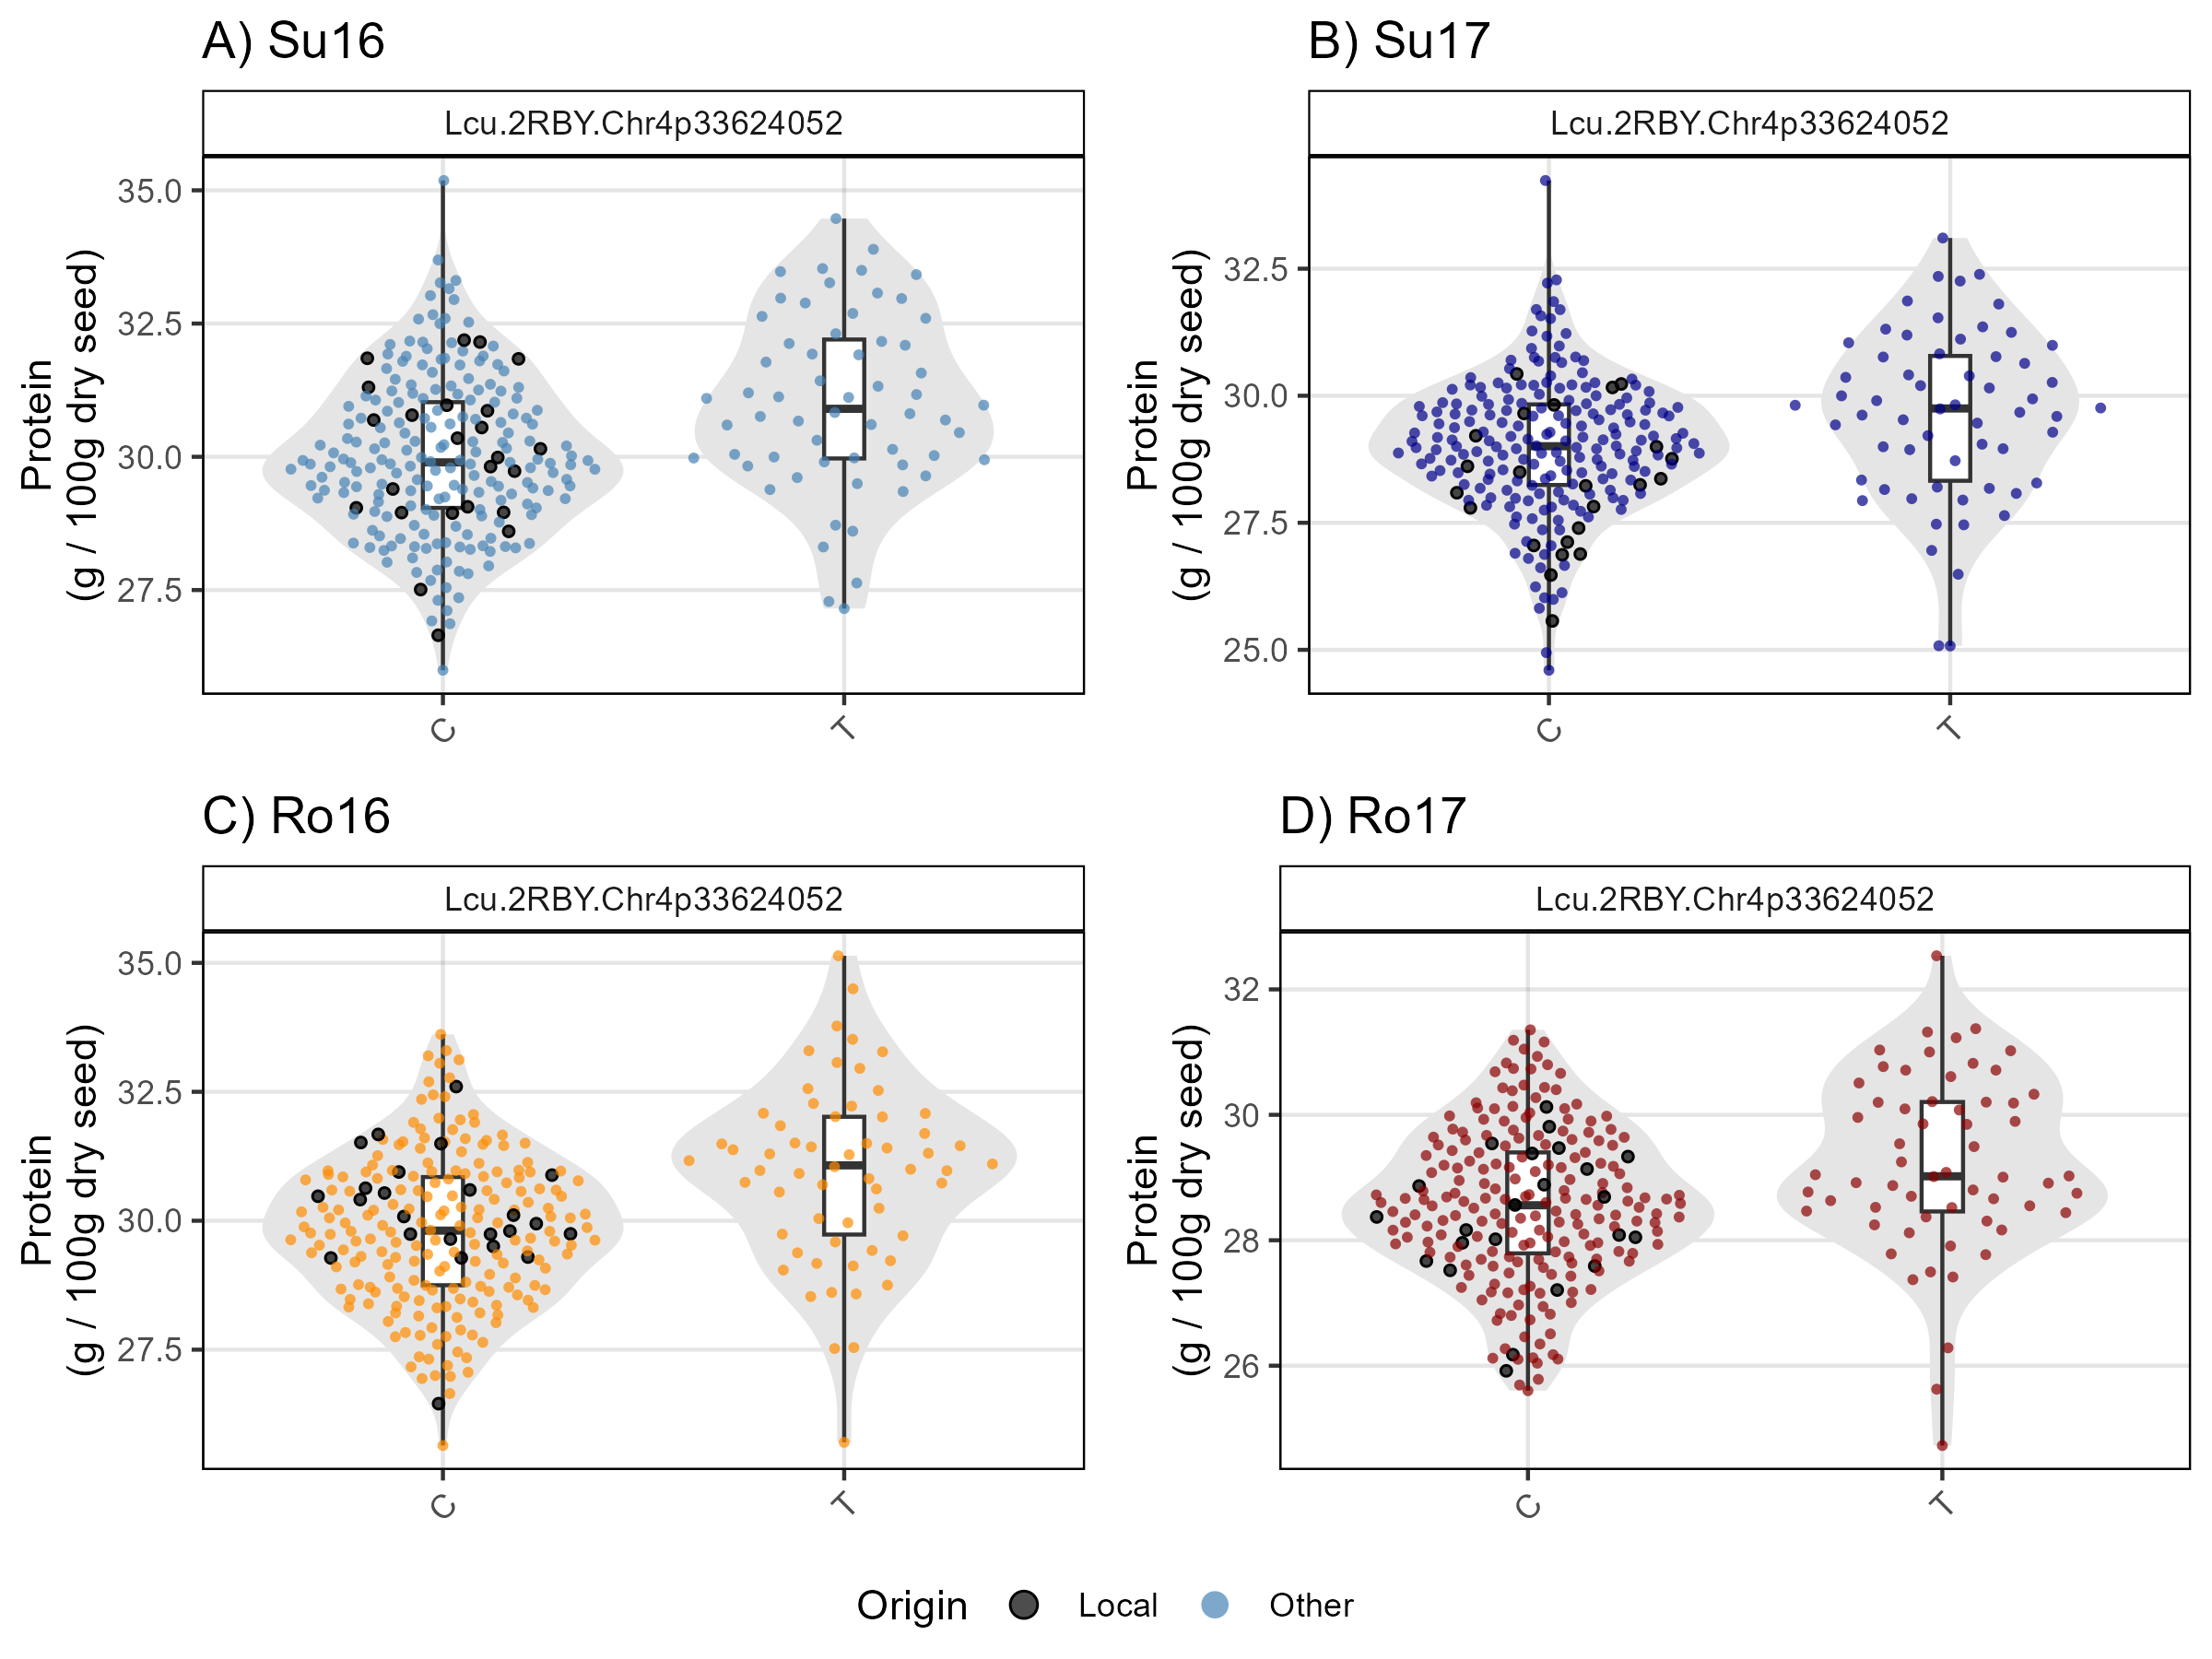 A) Su16
Lcu.2RBY.Chr4p33624052
Protein
(g / 100g dry seed)
35.0
32.5
30.0
27.5
C
T
B) Su17
Lcu.2RBY.Chr4p33624052
Protein
(g / 100g dry seed)
32.5
30.0
27.5
25.0
C
T
C) Ro16
Lcu.2RBY.Chr4p33624052
Protein
(g / 100g dry seed)
35.0
32.5
30.0
27.5
C
T
D) Ro17
Lcu.2RBY.Chr4p33624052
Protein
(g / 100g dry seed)
32
30
28
26
C
T
Origin Local Other